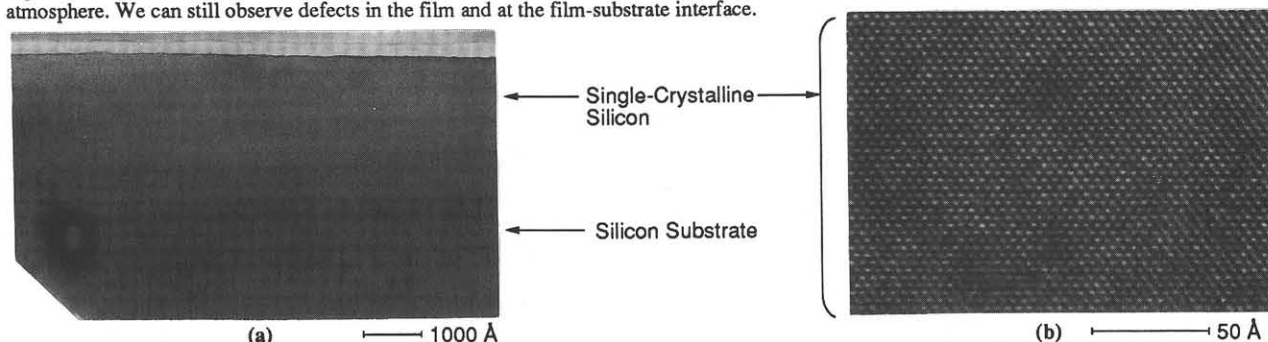 atmosphere. We can still observe defects in the film and at the film-substrate interface.
Single-Crystalline
Silicon
Silicon Substrate
(a)
1000 Å
(b)
50 Å